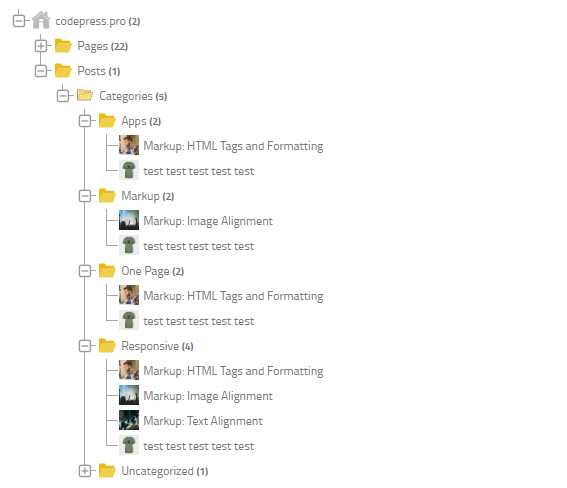 codepress.pro (2)
Pages (22)
Posts (1)
Categories (5)
Apps (2)
Markup: HTML Tags and Formatting
test test test test test
Markup (2)
Markup: Image Alignment
test test test test test
One Page (2)
Markup: HTML Tags and Formatting
test test test test test
Responsive (4)
Markup: HTML Tags and Formatting
Markup: Image Alignment
Markup: Text Alignment
test test test test test
Uncategorized (1)